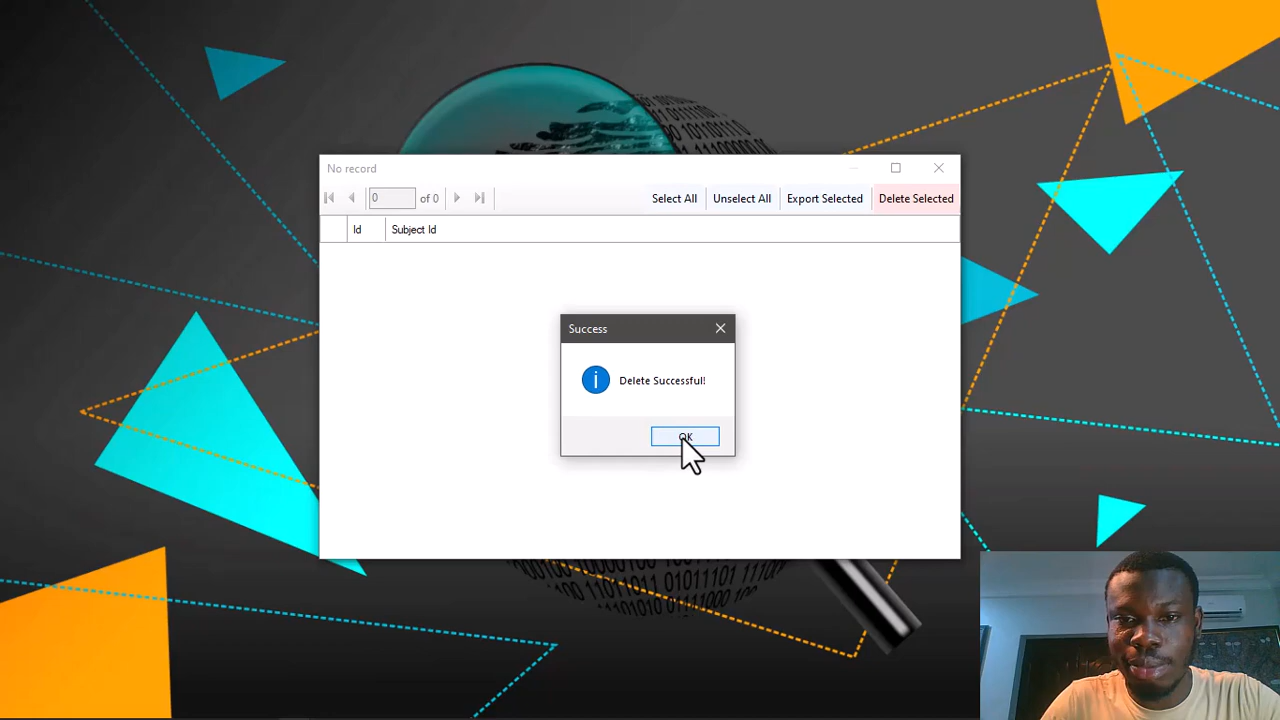 No record
0 of 0 Select All Unselect All Export Selected Delete Selected
Id Subject Id
Success
Delete Successful!
OK